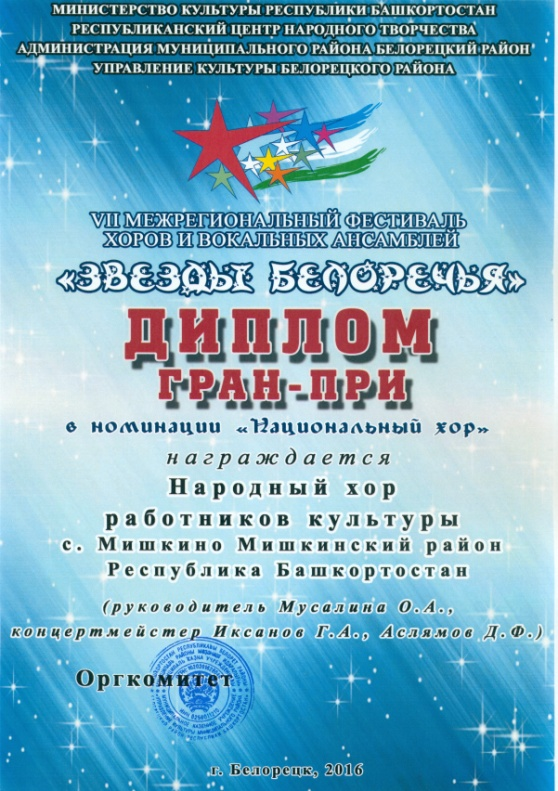 МИНИСТЕРСТВО КУЛЬТУРЫ РЕСПУБЛИКИ БАШКОРТОСТАН
РЕСПУБЛИКАНСКИЙ ЦЕНТР НАРОДНОГО ТВОРЧЕСТВА
АДМИНИСТРАЦИЯ МУНИЦИПАЛЬНОГО РАЙОНА БЕЛОРЕЦКИЙ РАЙОН
УПРАВЛЕНИЕ КУЛЬТУРЫ БЕЛОРЕЦКОГО РАЙОНА
VII МЕЖРЕГИОНАЛЬНЫЙ ФЕСТИВАЛЬ
ХОРОВ И ВОКАЛЬНЫХ АНСАМБЛЕЙ
«ЗВЕЗДЫ БЕЛОРЕЧЬЯ»
ДИПЛОМ
ГРАН-ПРИ
в номинации «Национальный хор»
награждается
Народный хор
работников культуры
с. Мишкино Мишкинский район
Республика Башкортостан
(руководитель Мусалина О.А.,
концертмейстер Иксанов Г.А., Аслямов Д.Ф.)
Оргкомитет
г. Белорецк, 2016